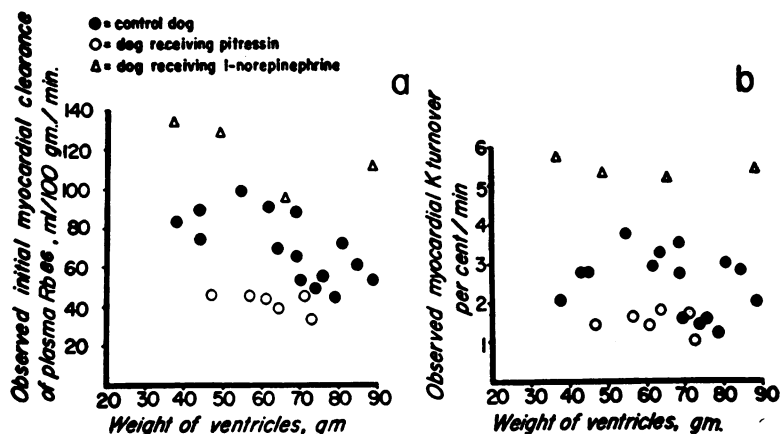 ●= control dog
○= dog receiving pitressin
△= dog receiving l-norepinephrine
a
b
Observed initial myocardial clearance
of plasma Rb86, ml/100 gm./min.
140
120
100
80
60
40
20
20 30 40 50 60 70 80 90
Weight of ventricles, gm
Observed myocardial K turnover
per cent/min
6
5
4
3
2
1
20 30 40 50 60 70 80 90
Weight of ventricles, gm.